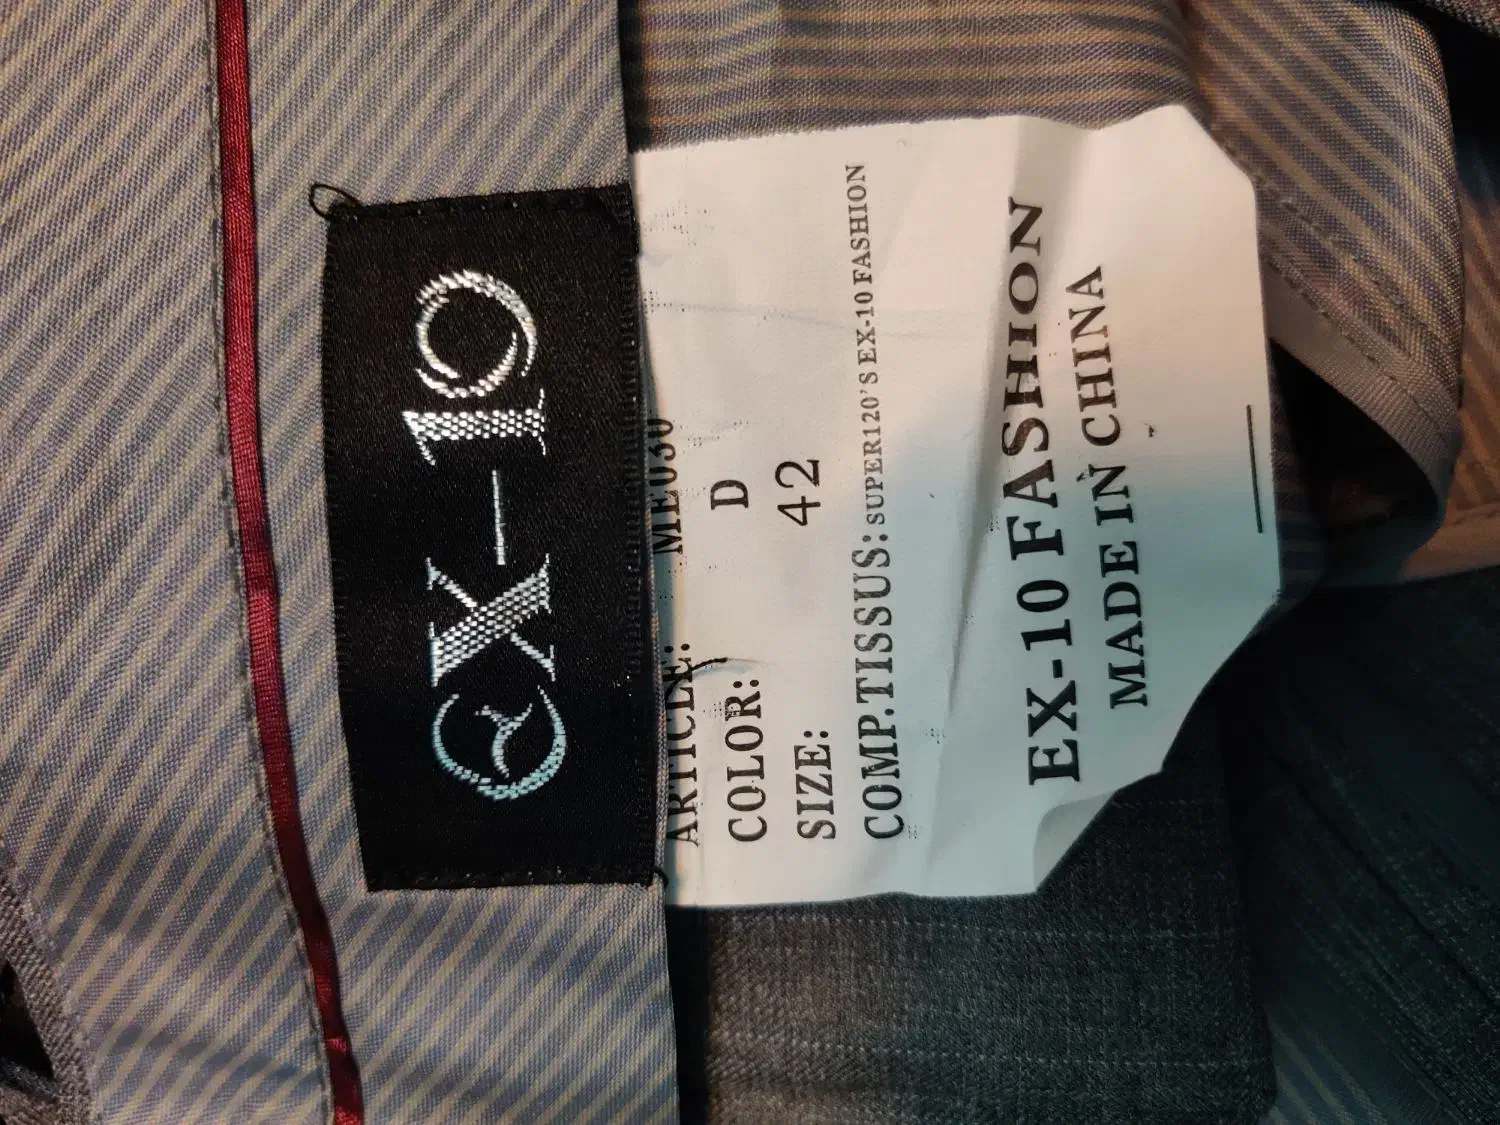 EX-10
ARTICLE: ME030
COLOR: D
SIZE: 42
COMP.TISSUS:SUPER120'S EX-10 FASHION
EX-10 FASHION
MADE IN CHINA